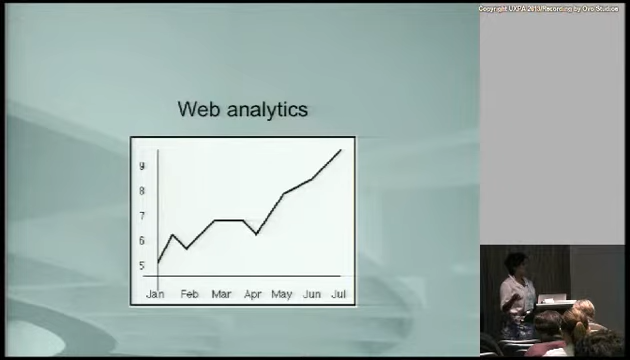 Copyright UXPA 2013/Recording by Ovo Studios
Web analytics
9
8
7
6
5
Jan Feb Mar Apr May Jun Jul